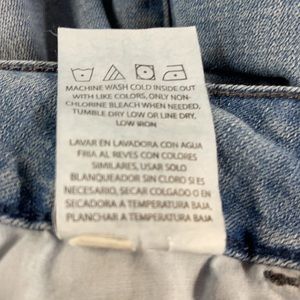 MACHINE WASH COLD INSIDE OUT
WITH LIKE COLORS, ONLY NON-
CHLORINE BLEACH WHEN NEEDED,
TUMBLE DRY LOW OR LINE DRY,
LOW IRON.
LAVAR EN LAVADORA CON AGUA
FRIA AL REVES CON COLORES
SIMILARES, USAR SOLO
BLANQUEADOR SIN CLORO SI ES
NECESARIO, SECAR COLGADO O EN
SECADORA A TEMPERATURA BAJA,
PLANCHAR A TEMPERATURA BAJA